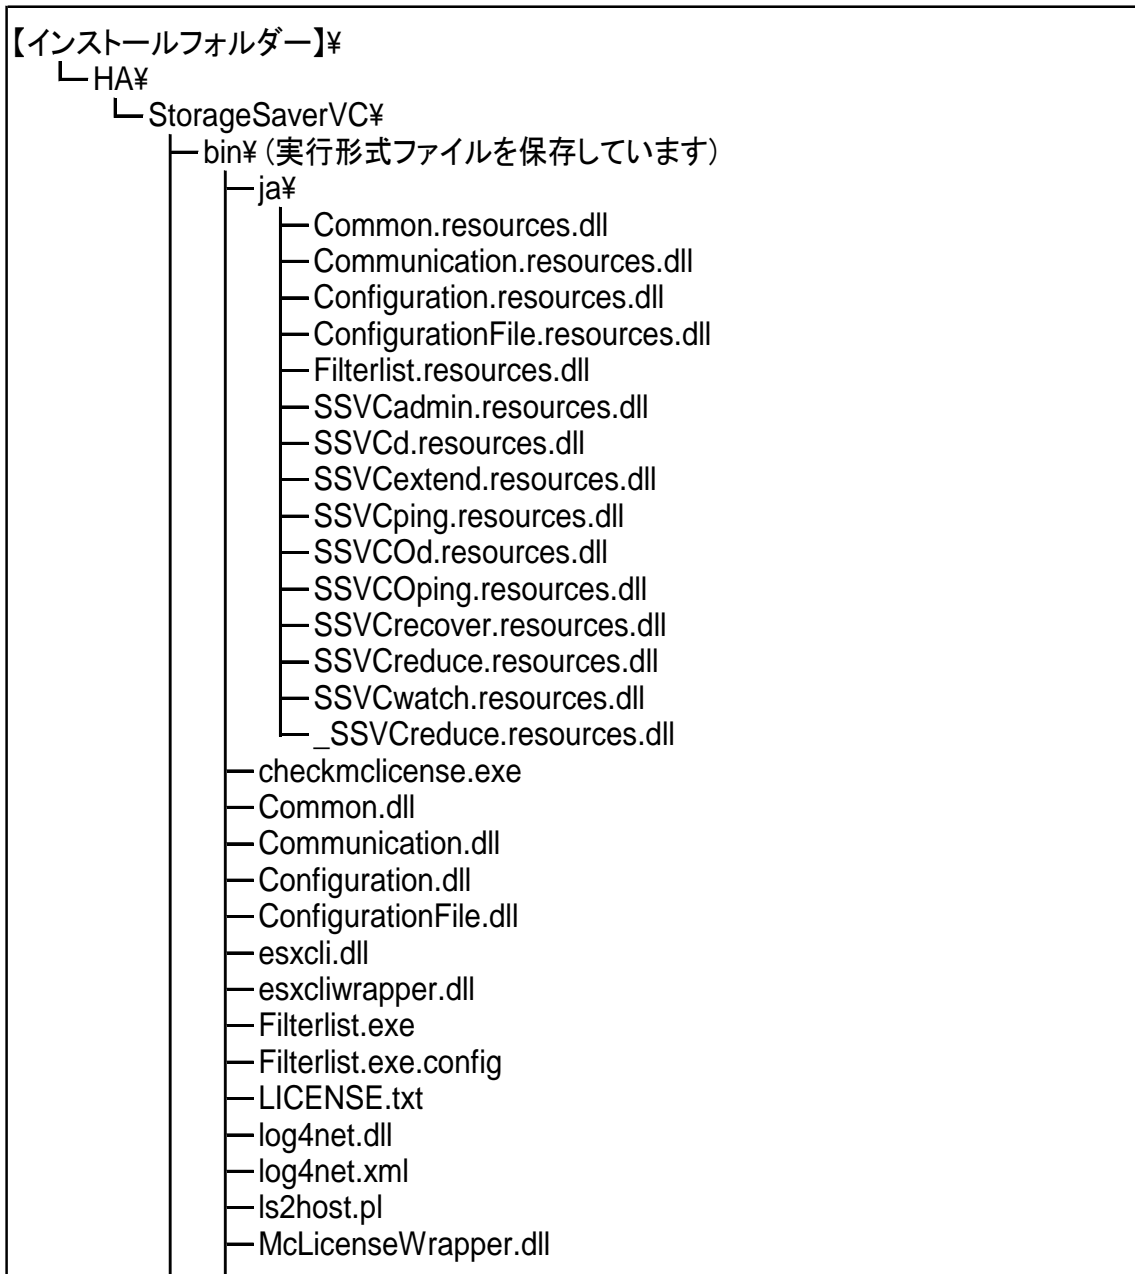 【インストールフォルダー】¥
HA¥
StorageSaverVC¥
bin¥ (実行形式ファイルを保存しています)
ja¥
Common.resources.dll
Communication.resources.dll
Configuration.resources.dll
ConfigurationFile.resources.dll
Filterlist.resources.dll
SSVCadmin.resources.dll
SSVCd.resources.dll
SSVCextend.resources.dll
SSVCping.resources.dll
SSVCOd.resources.dll
SSVCOping.resources.dll
SSVCrecover.resources.dll
SSVCreduce.resources.dll
SSVCwatch.resources.dll
_SSVCreduce.resources.dll
checkmclicense.exe
Common.dll
Communication.dll
Configuration.dll
ConfigurationFile.dll
esxcli.dll
esxcliwrapper.dll
Filterlist.exe
Filterlist.exe.config
LICENSE.txt
log4net.dll
log4net.xml
ls2host.pl
McLicenseWrapper.dll